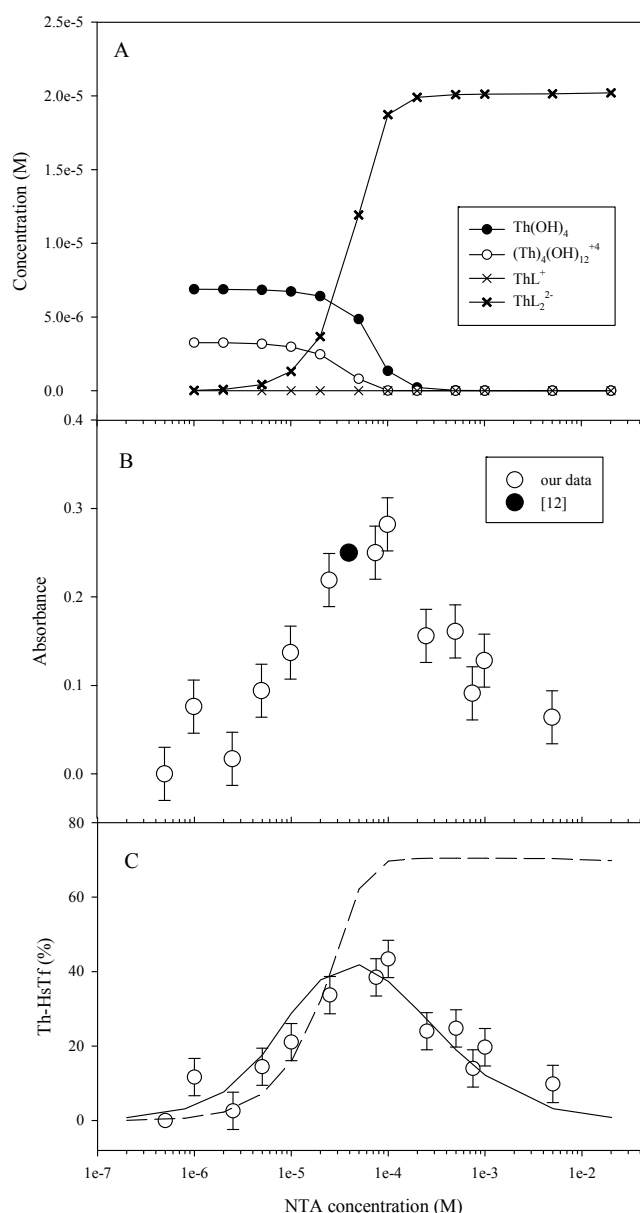 A
2.5e-5
2.0e-5
1.5e-5
1.0e-5
5.0e-6
0.0
Concentration (M)
Th(OH)₄
(Th)₄(OH)₁₂⁺⁴
ThL⁺
ThL₂²⁻
B
0.4
0.3
0.2
0.1
0.0
Absorbance
our data
[12]
C
80
60
40
20
0
Th-HsTf (%)
1e-7 1e-6 1e-5 1e-4 1e-3 1e-2
NTA concentration (M)